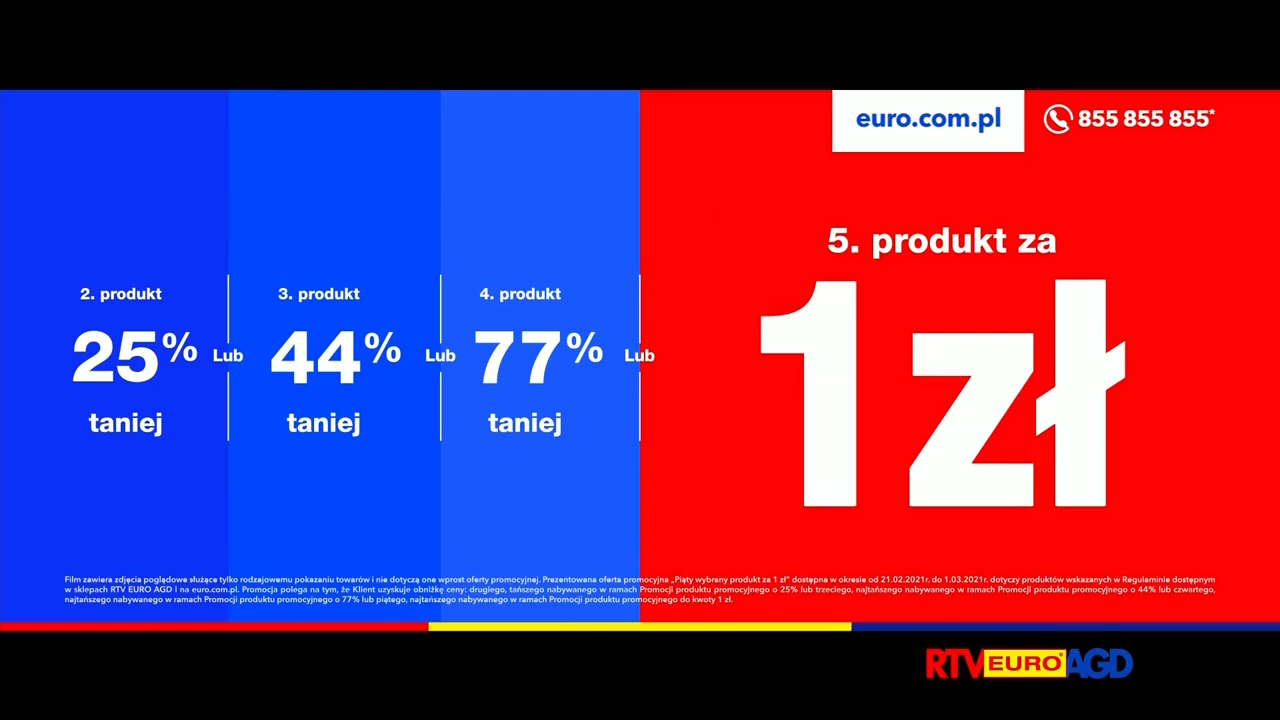 euro.com.pl
855 855 855*
2. produkt
25%
taniej
Lub
3. produkt
44%
taniej
Lub
4. produkt
77%
taniej
Lub
5. produkt za
1 zł
Film zawiera zdjęcia poglądowe służące tylko rodzajowemu pokazaniu towarów i nie dotyczą one wprost oferty promocyjnej. Prezentowana oferta promocyjna „Piąty wybrany produkt za 1 zł” dostępna w okresie od 21.02.2021r. do 1.03.2021r. dotyczy produktów wskazanych w Regulaminie dostępnym
w sklepach RTV EURO AGD i na euro.com.pl. Promocja polega na tym, że Klient uzyskuje obniżkę ceny: drugiego, tańszego nabywanego w ramach Promocji produktu promocyjnego o 25% lub trzeciego, najtańszego nabywanego w ramach Promocji produktu promocyjnego o 44% lub czwartego,
najtańszego nabywanego w ramach Promocji produktu promocyjnego o 77% lub piątego, najtańszego nabywanego w ramach Promocji produktu promocyjnego do kwoty 1 zł.
RTV EURO® AGD